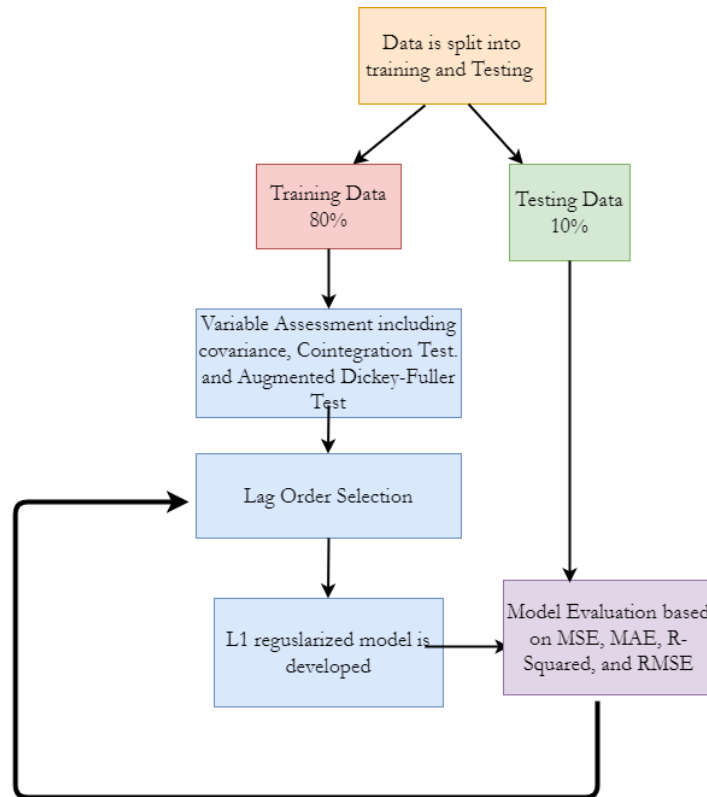 Data is split into
training and Testing
Training Data
80%
Testing Data
10%
Variable Assessment including
covariance, Cointegration Test.
and Augmented Dickey-Fuller
Test
Lag Order Selection
L1 reguslarized model is
developed
Model Evaluation based
on MSE, MAE, R-
Squared, and RMSE